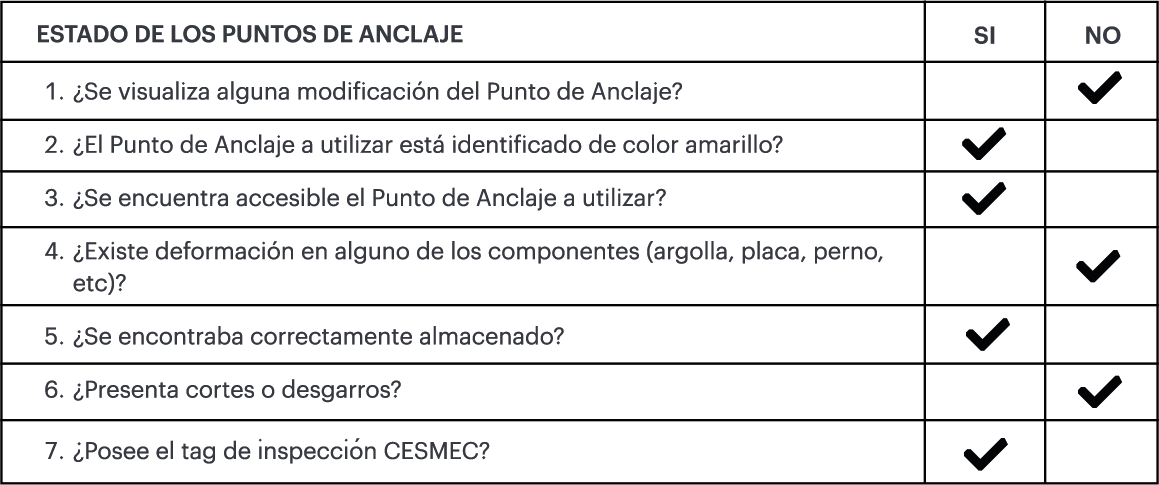 ESTADO DE LOS PUNTOS DE ANCLAJE SI NO
1. ¿Se visualiza alguna modificación del Punto de Anclaje? ✔
2. ¿El Punto de Anclaje a utilizar está identificado de color amarillo? ✔
3. ¿Se encuentra accesible el Punto de Anclaje a utilizar? ✔
4. ¿Existe deformación en alguno de los componentes (argolla, placa, perno,
etc)? ✔
5. ¿Se encontraba correctamente almacenado? ✔
6. ¿Presenta cortes o desgarros? ✔
7. ¿Posee el tag de inspección CESMEC? ✔